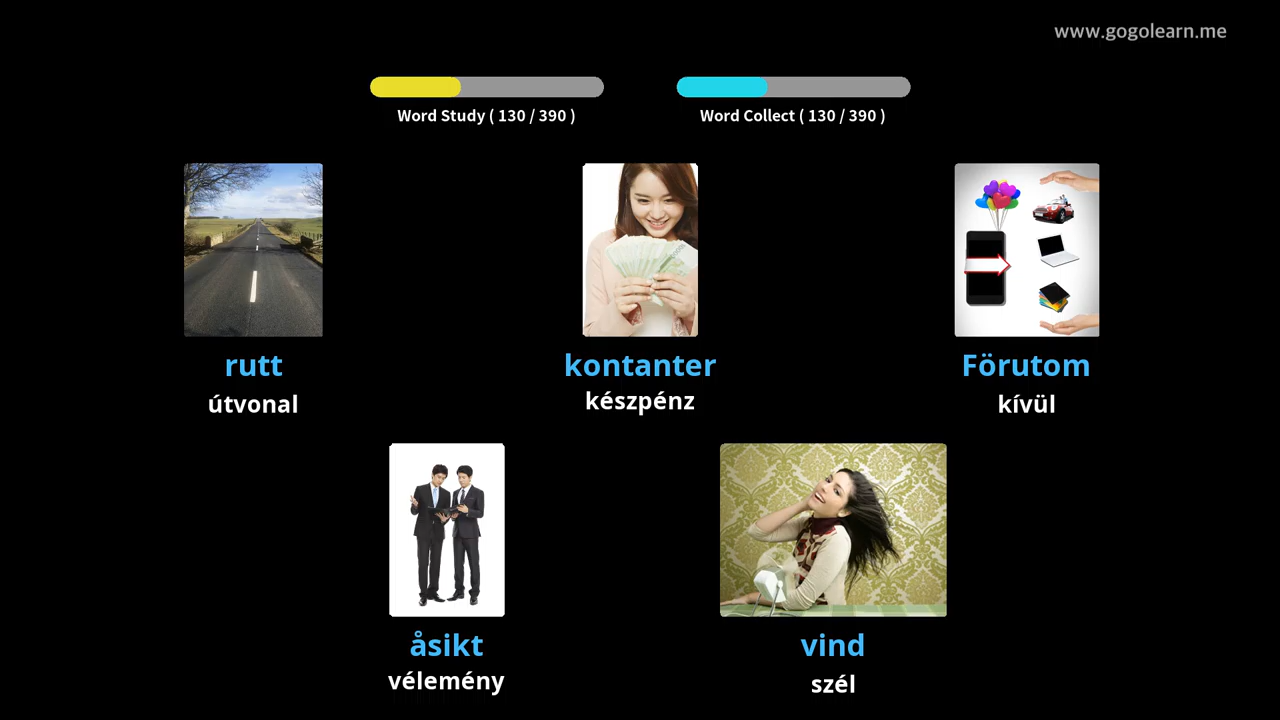 www.gogolearn.me
Word Study ( 130 / 390 )
Word Collect ( 130 / 390 )
rutt
útvonal
kontanter
készpénz
Förutom
kívül
åsikt
vélemény
vind
szél